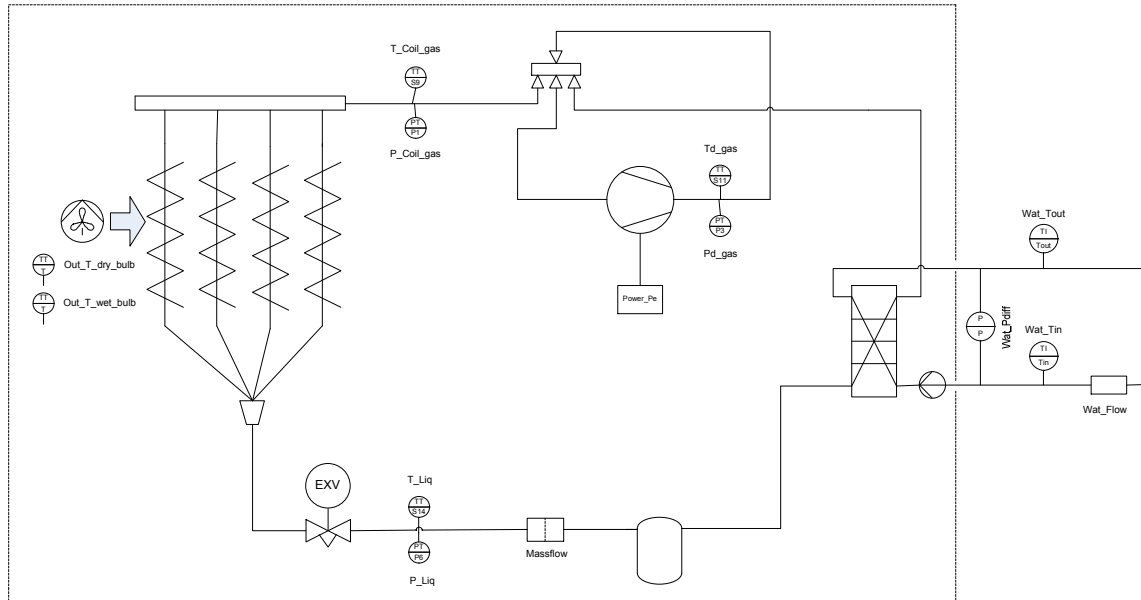 T_Coil_gas
TT
S9
PT
P1
P_Coil_gas
Td_gas
TT
S11
PT
P3
Pd_gas
Power_Pe
TT
T
Out_T_dry_bulb
TT
T
Out_T_wet_bulb
Wat_Tout
TI
Tout
P
P
Wat_Pdiff
Wat_Tin
TI
Tin
Wat_Flow
EXV
T_Liq
TT
S14
PT
P6
P_Liq
Massflow